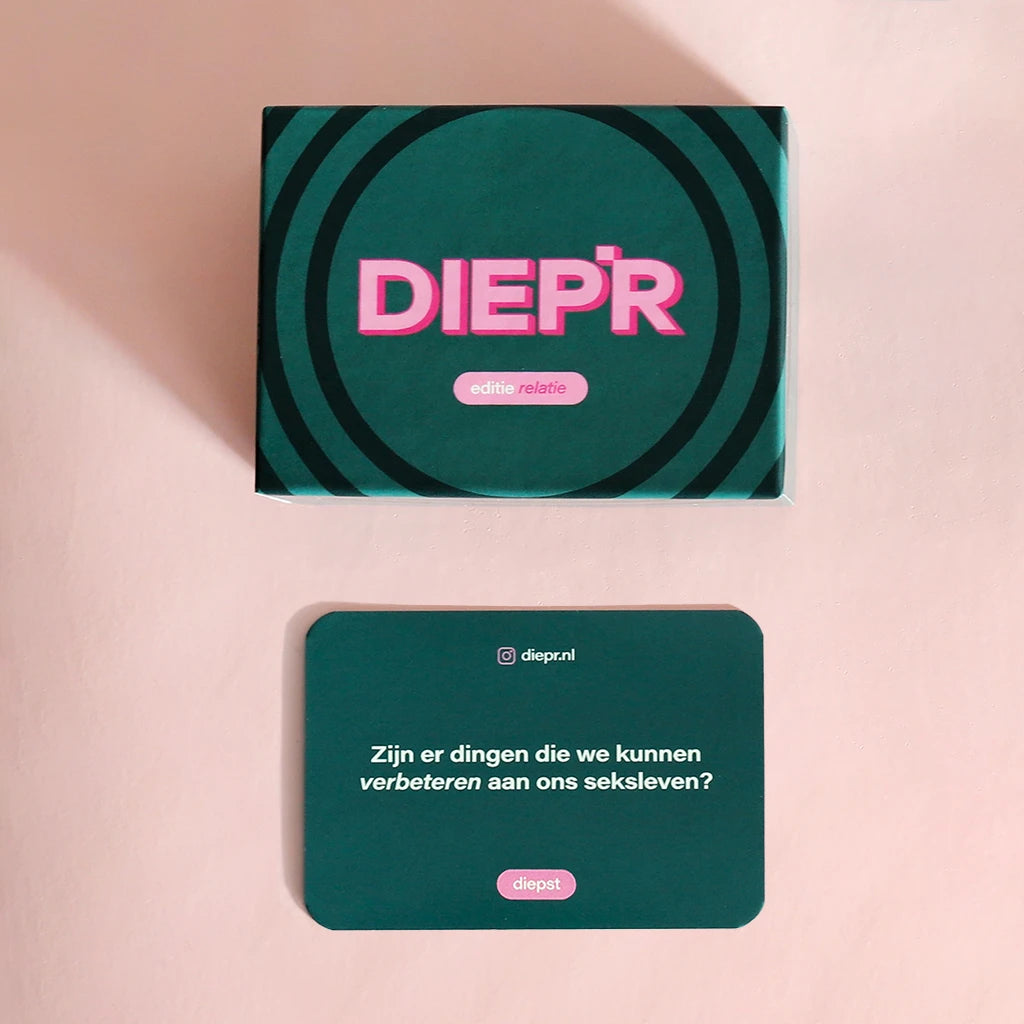 DIEP'R
editie relatie
diepr.nl
Zijn er dingen die we kunnen
verbeteren aan ons seksleven?
diepst